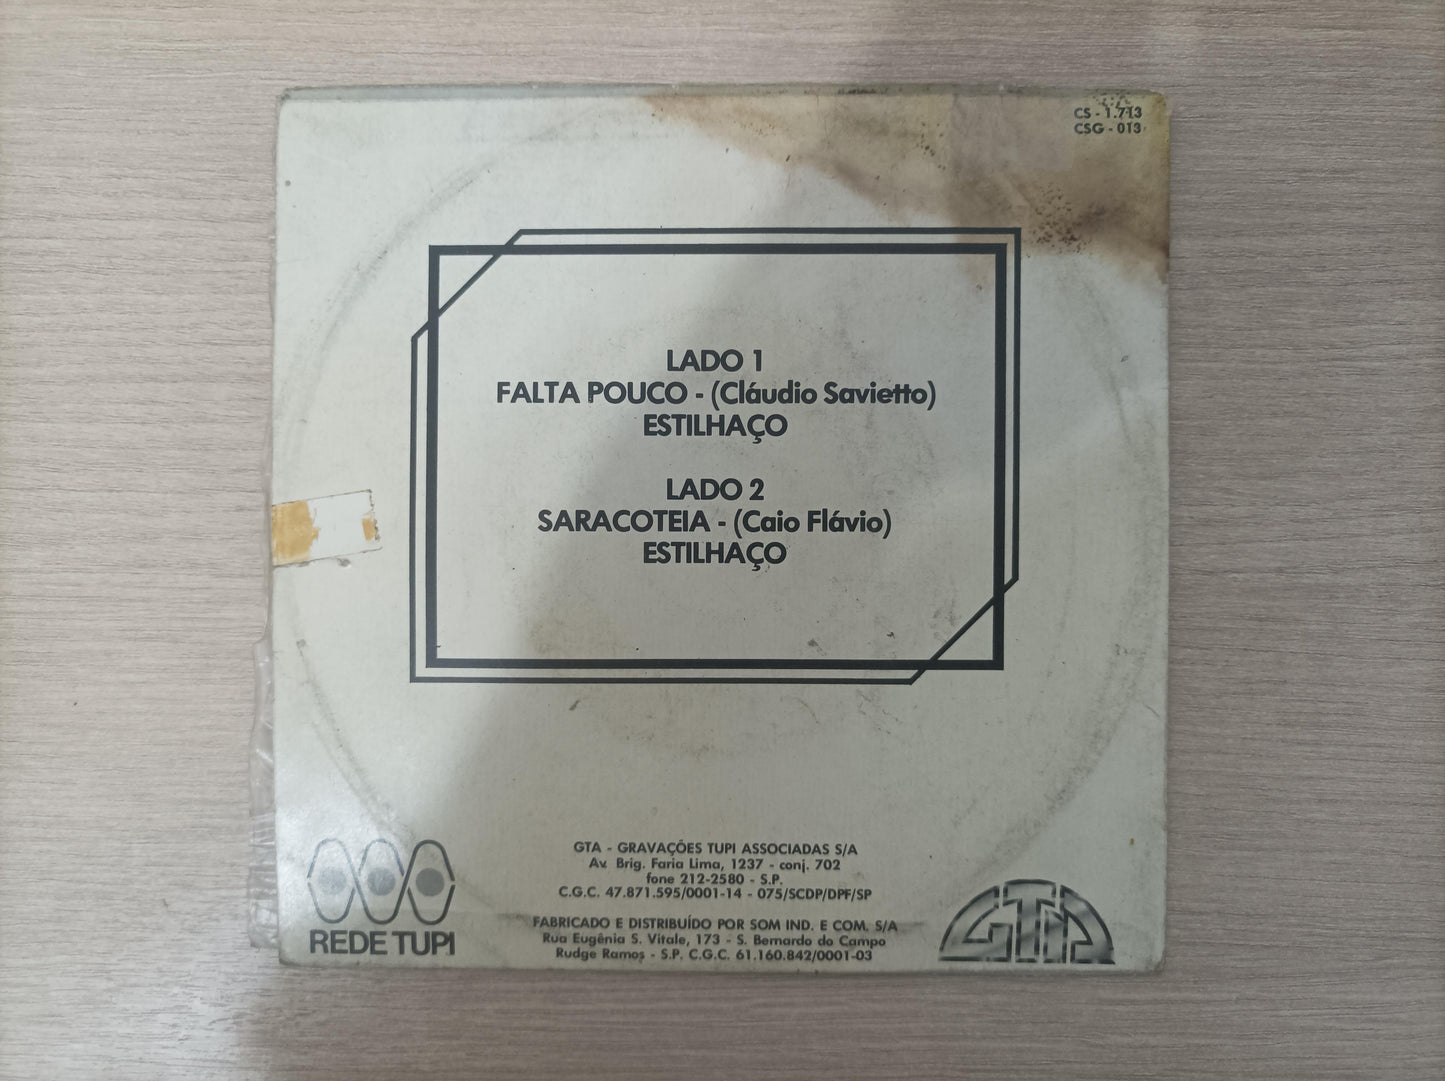 CS - 1.713
CSG - 013
LADO 1
FALTA POUCO - (Cláudio Savietto)
ESTILHAÇO
LADO 2
SARACOTEIA - (Caio Flávio)
ESTILHAÇO
GTA - GRAVAÇÕES TUPI ASSOCIADAS S/A
Av. Brig. Faria Lima, 1237 - conj. 702
fone 212-2580 - S.P.
C.G.C. 47.871.595/0001-14 - 075/SCDP/DPF/SP
FABRICADO E DISTRIBUÍDO POR SOM IND. E COM. S/A
Rua Eugênia S. Vitale, 173 - S. Bernardo do Campo
Rudge Ramos - S.P. C.G.C. 61.160.842/0001-03
REDE TUPI
GTA